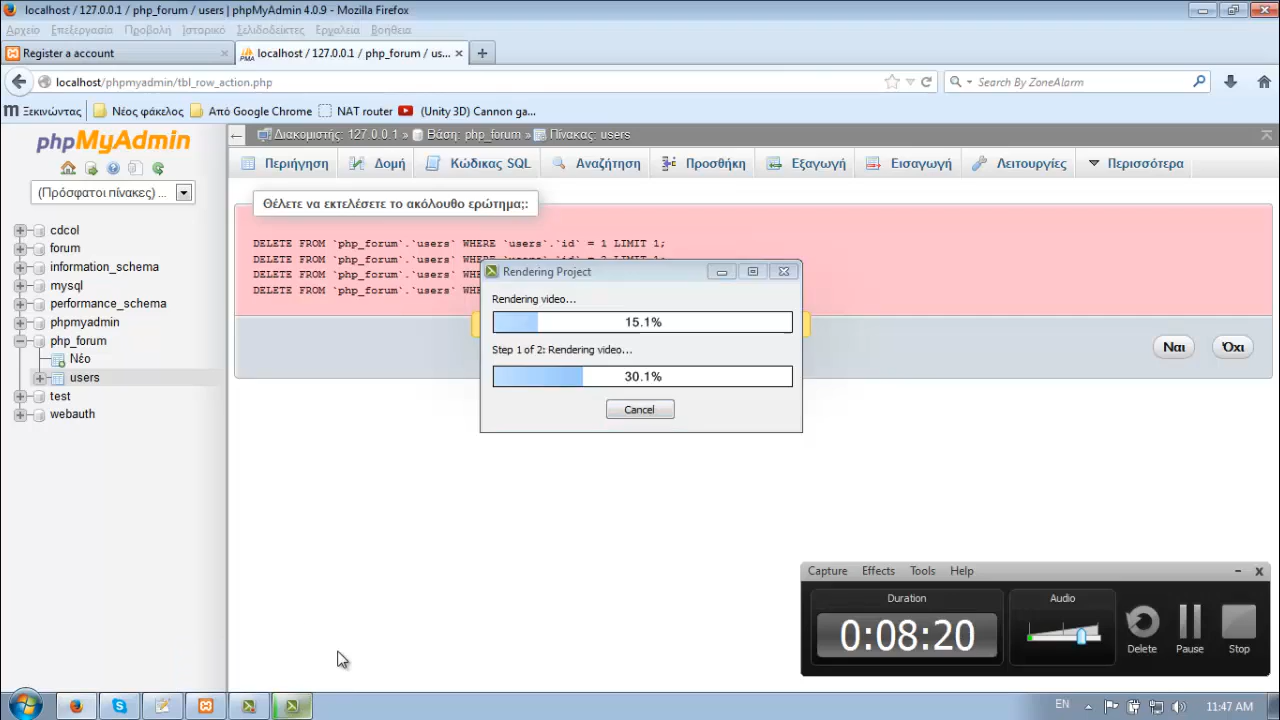 localhost / 127.0.0.1 / php_forum / users | phpMyAdmin 4.0.9 - Mozilla Firefox
Αρχείο Επεξεργασία Προβολή Ιστορικό Σελιδοδείκτες Εργαλεία Βοήθεια
Register a account
localhost / 127.0.0.1 / php_forum / us...
localhost/phpmyadmin/tbl_row_action.php
Search By ZoneAlarm
Ξεκινώντας Νέος φάκελος Από Google Chrome NAT router (Unity 3D) Cannon ga...
phpMyAdmin
Διακομιστής: 127.0.0.1 » Βάση: php_forum » Πίνακας: users
Περιήγηση Δομή Κώδικας SQL Αναζήτηση Προσθήκη Εξαγωγή Εισαγωγή Λειτουργίες Περισσότερα
(Πρόσφατοι πίνακες) ...
cdcol
forum
information_schema
mysql
performance_schema
phpmyadmin
php_forum
Νέο
users
test
webauth
Θέλετε να εκτελέσετε το ακόλουθο ερώτημα;:
DELETE FROM `php_forum`.`users` WHERE `users`.`id` = 1 LIMIT 1;
DELETE FROM `php_forum`.`users` WHERE `users`.`id` = 2 LIMIT 1;
DELETE FROM `php_forum`.`users` WHE
DELETE FROM `php_forum`.`users` WHE
Ναι Όχι
Rendering Project
Rendering video...
15.1%
Step 1 of 2: Rendering video...
30.1%
Cancel
Capture Effects Tools Help
Duration
0:08:20
Audio
Delete Pause Stop
EN 11:47 AM